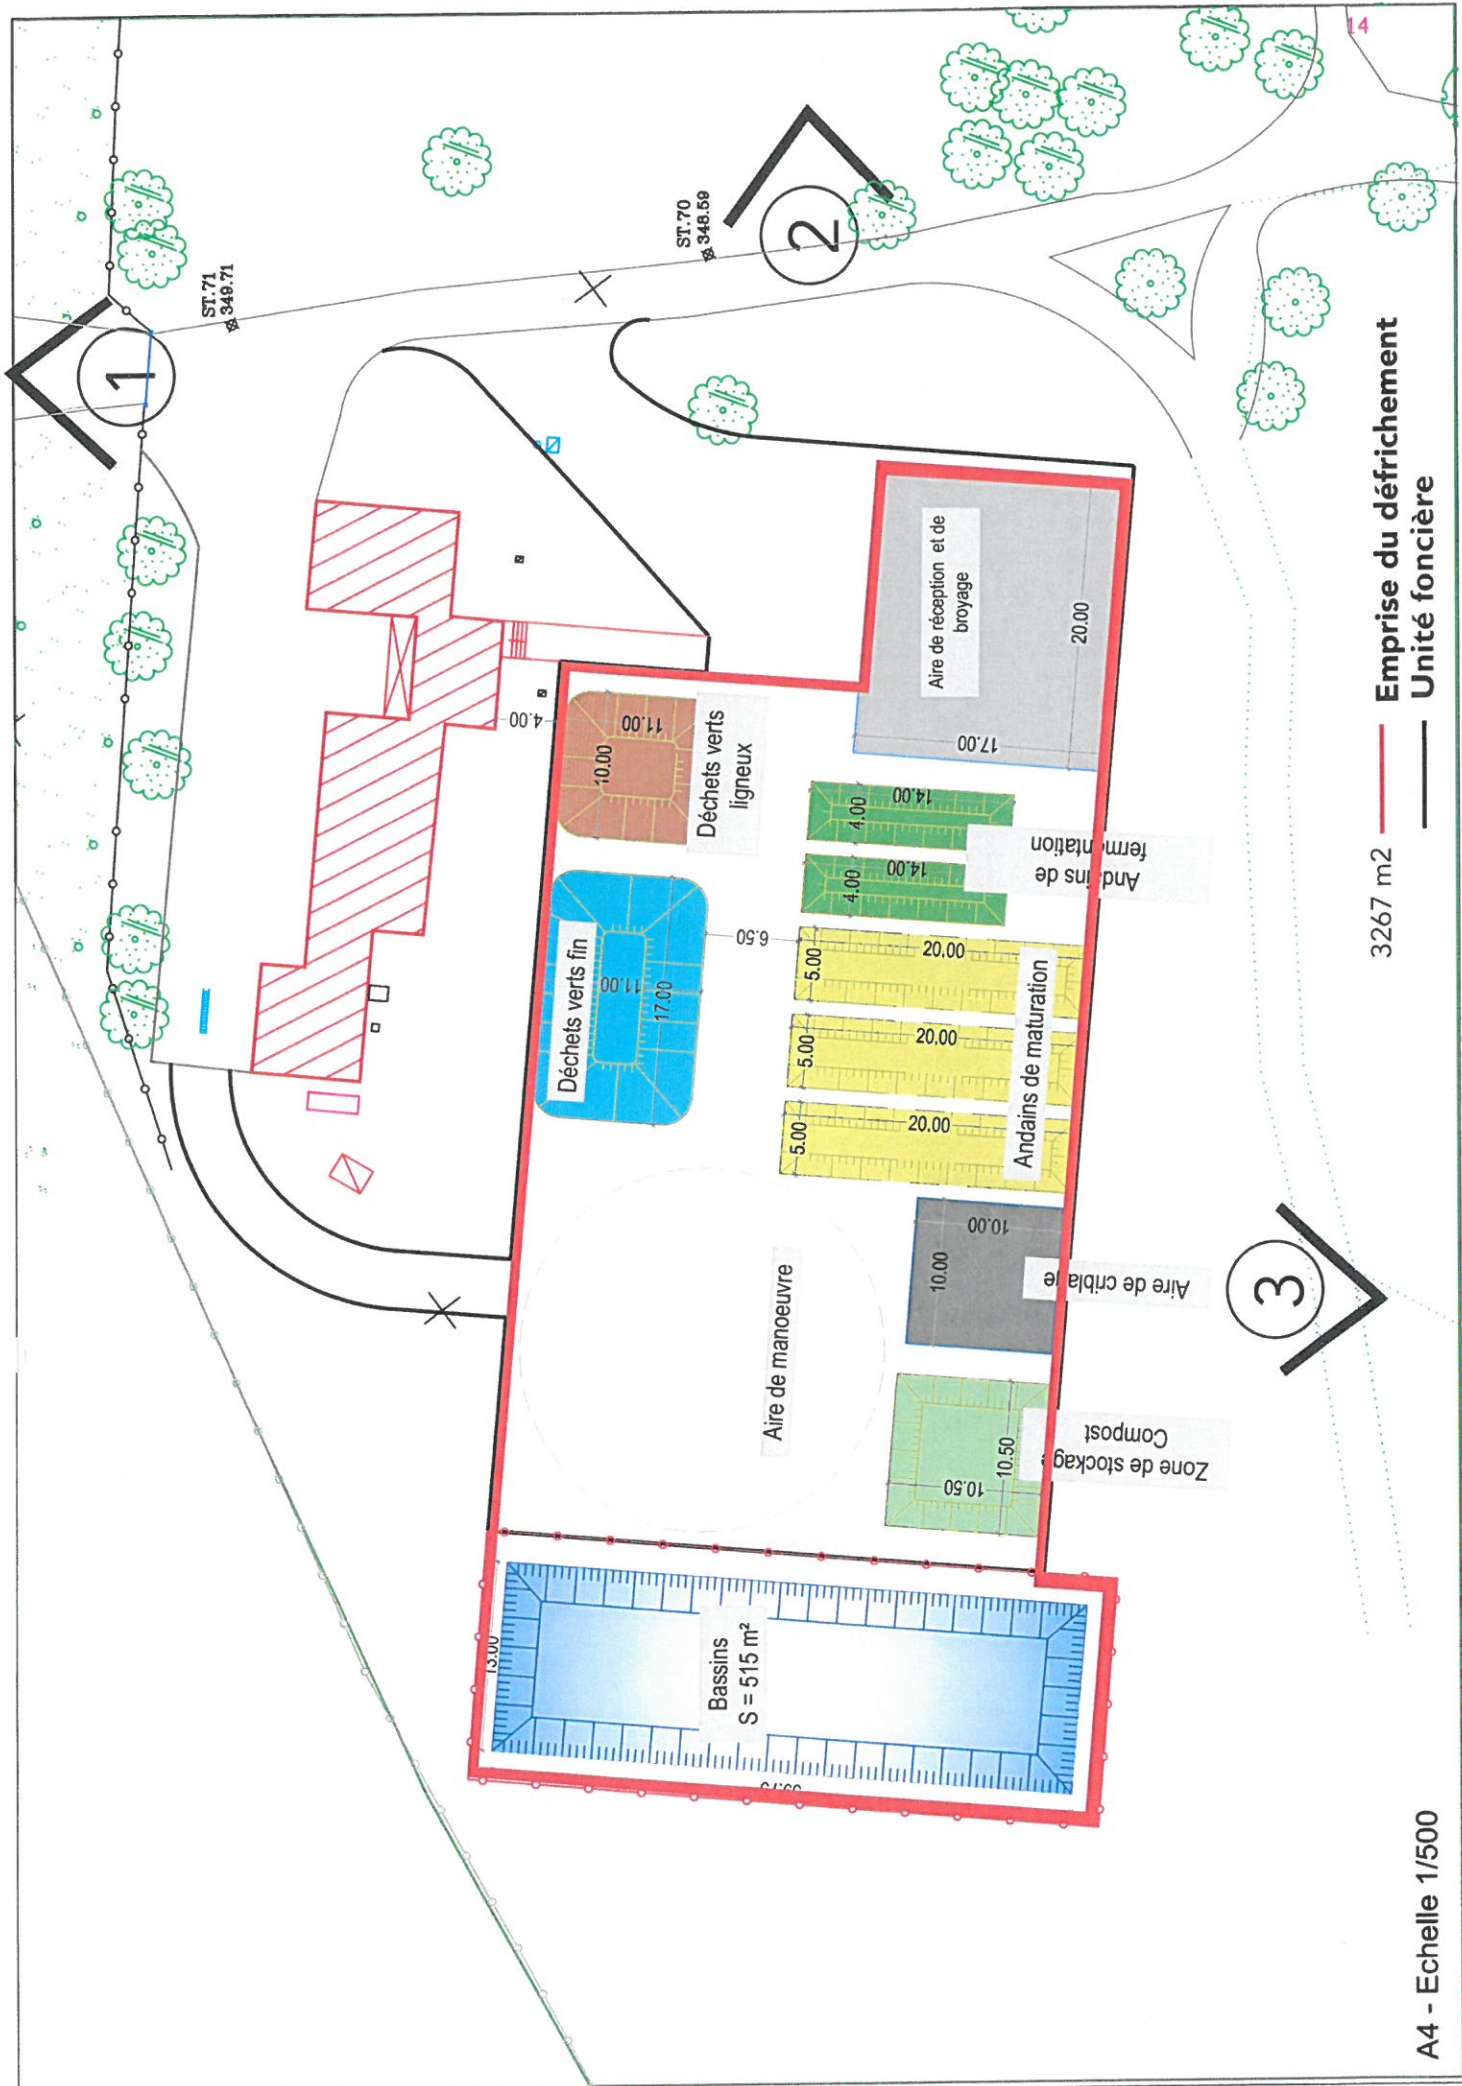 1
ST.71
349.71
2
ST.70
348.59
14
4.00
10.00
11.00
Déchets verts
ligneux
Déchets verts fin
11.00
17.00
6.50
Aire de réception et de
broyage
20.00
17.00
4.00
14.00
4.00
14.00
Andains de
fermentation
5.00
20.00
5.00
20.00
5.00
20.00
Andains de maturation
Aire de manoeuvre
10.00
10.00
Aire de criblage
10.50
10.50
Zone de stockage
Compost
3
13.00
Bassins
S = 515 m²
3267 m2
Emprise du défrichement
Unité foncière
A4 - Echelle 1/500